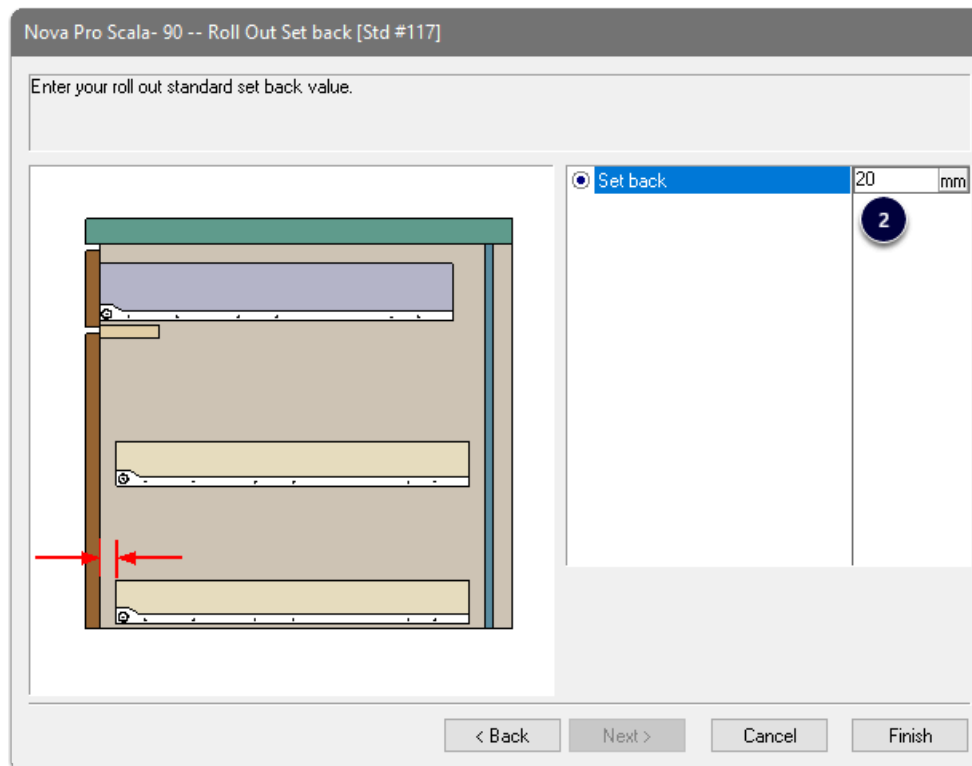 Nova Pro Scala- 90 -- Roll Out Set back [Std #117]
Enter your roll out standard set back value.
Set back 20 mm
2
< Back Next > Cancel Finish